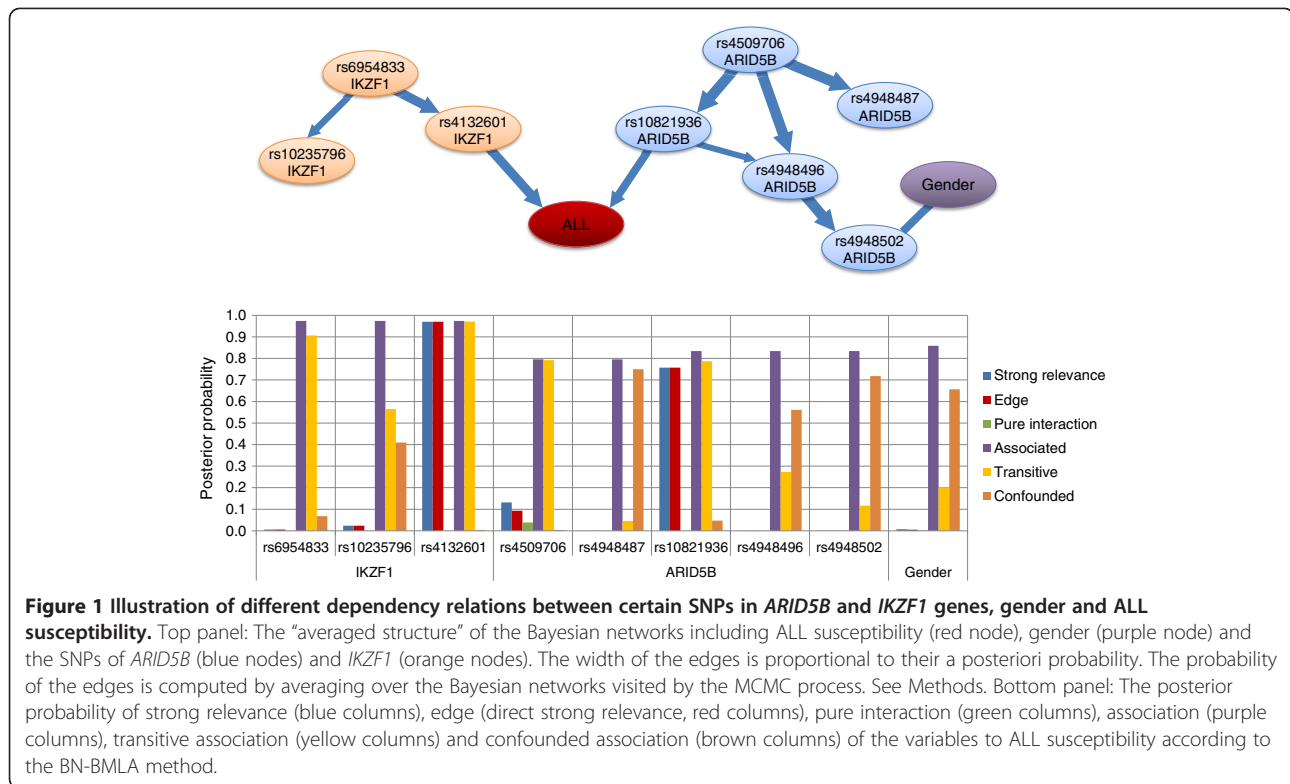 rs4509706
ARID5B
rs6954833
IKZF1
rs4948487
ARID5B
rs4132601
IKZF1
rs10821936
ARID5B
rs10235796
IKZF1
rs4948496
ARID5B
Gender
ALL
rs4948502
ARID5B
1.0
0.9
0.8
0.7
0.6
0.5
0.4
0.3
0.2
0.1
0.0
Posterior probability
Strong relevance
Edge
Pure interaction
Associated
Transitive
Confounded
rs6954833 rs10235796 rs4132601 rs4509706 rs4948487 rs10821936 rs4948496 rs4948502
IKZF1 ARID5B Gender
Figure 1 Illustration of different dependency relations between certain SNPs in ARID5B and IKZF1 genes, gender and ALL
susceptibility. Top panel: The “averaged structure” of the Bayesian networks including ALL susceptibility (red node), gender (purple node) and
the SNPs of ARID5B (blue nodes) and IKZF1 (orange nodes). The width of the edges is proportional to their a posteriori probability. The probability
of the edges is computed by averaging over the Bayesian networks visited by the MCMC process. See Methods. Bottom panel: The posterior
probability of strong relevance (blue columns), edge (direct strong relevance, red columns), pure interaction (green columns), association (purple
columns), transitive association (yellow columns) and confounded association (brown columns) of the variables to ALL susceptibility according to
the BN-BMLA method.